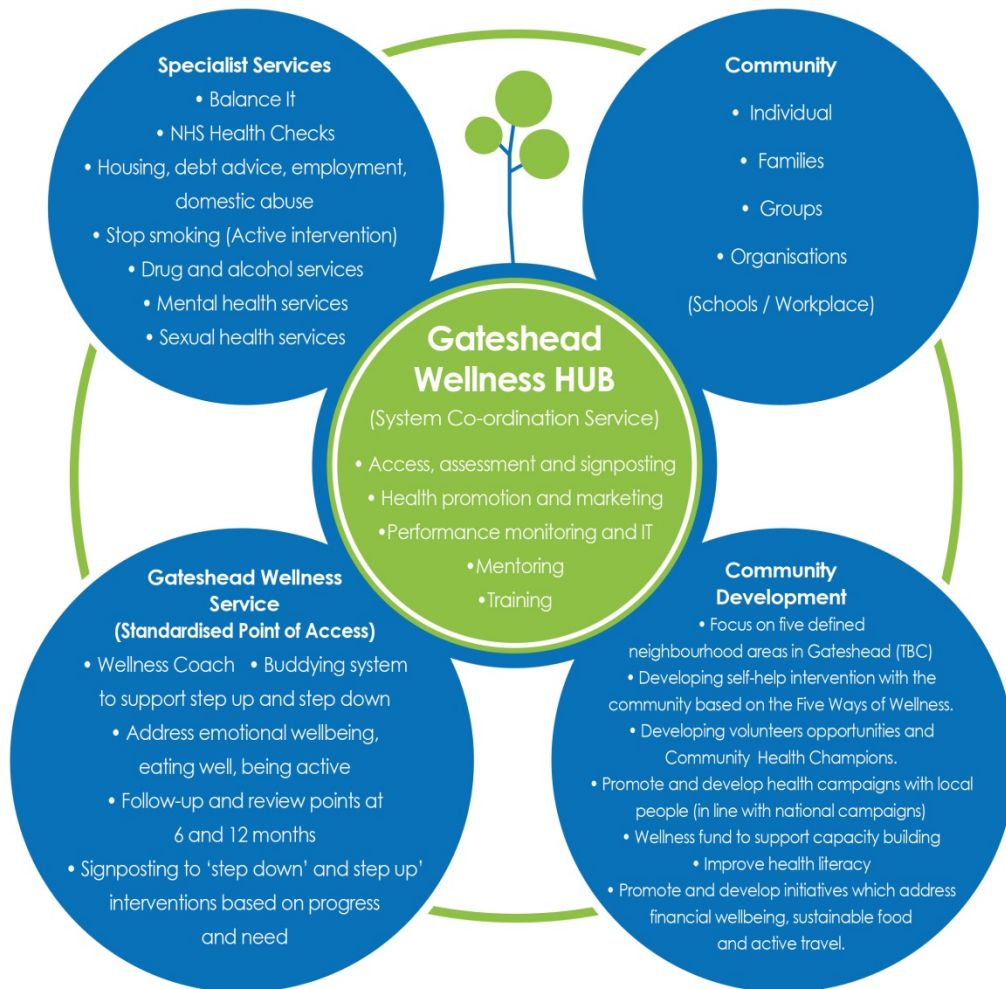 Specialist Services
• Balance It
• NHS Health Checks
• Housing, debt advice, employment,
domestic abuse
• Stop smoking (Active intervention)
• Drug and alcohol services
• Mental health services
• Sexual health services
Community
• Individual
• Families
• Groups
• Organisations
(Schools / Workplace)
Gateshead
Wellness HUB
(System Co-ordination Service)
• Access, assessment and signposting
• Health promotion and marketing
•Performance monitoring and IT
•Mentoring
•Training
Gateshead Wellness
Service
(Standardised Point of Access)
• Wellness Coach • Buddying system
to support step up and step down
• Address emotional wellbeing,
eating well, being active
• Follow-up and review points at
6 and 12 months
• Signposting to ‘step down’ and step up’
interventions based on progress
and need
Community
Development
• Focus on five defined
neighbourhood areas in Gateshead (TBC)
• Developing self-help intervention with the
community based on the Five Ways of Wellness.
• Developing volunteers opportunities and
Community Health Champions.
• Promote and develop health campaigns with local
people (in line with national campaigns)
• Wellness fund to support capacity building
• Improve health literacy
• Promote and develop initiatives which address
financial wellbeing, sustainable food
and active travel.